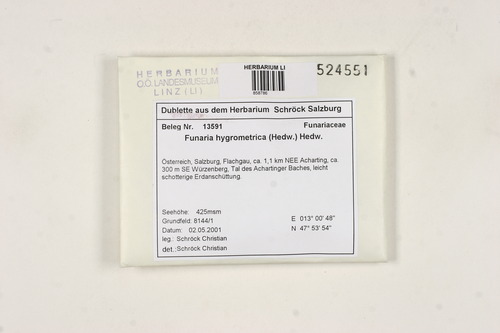 HERBARIUM
O.Ö. LANDESMUSEUM
LINZ (LI)
HERBARIUM LI
524551
Dublette aus dem Herbarium Schröck Salzburg
Beleg Nr. 13591 Funariaceae
Funaria hygrometrica (Hedw.) Hedw.
Österreich, Salzburg, Flachgau, ca. 1,1 km NEE Acharting, ca.
300 m SE Würzenberg, Tal des Achartinger Baches, leicht
schotterige Erdanschüttung.
Seehöhe: 425msm E 013° 00' 48"
Grundfeld: 8144/1 N 47° 53' 54"
Datum: 02.05.2001
leg.: Schröck Christian
det.: Schröck Christian